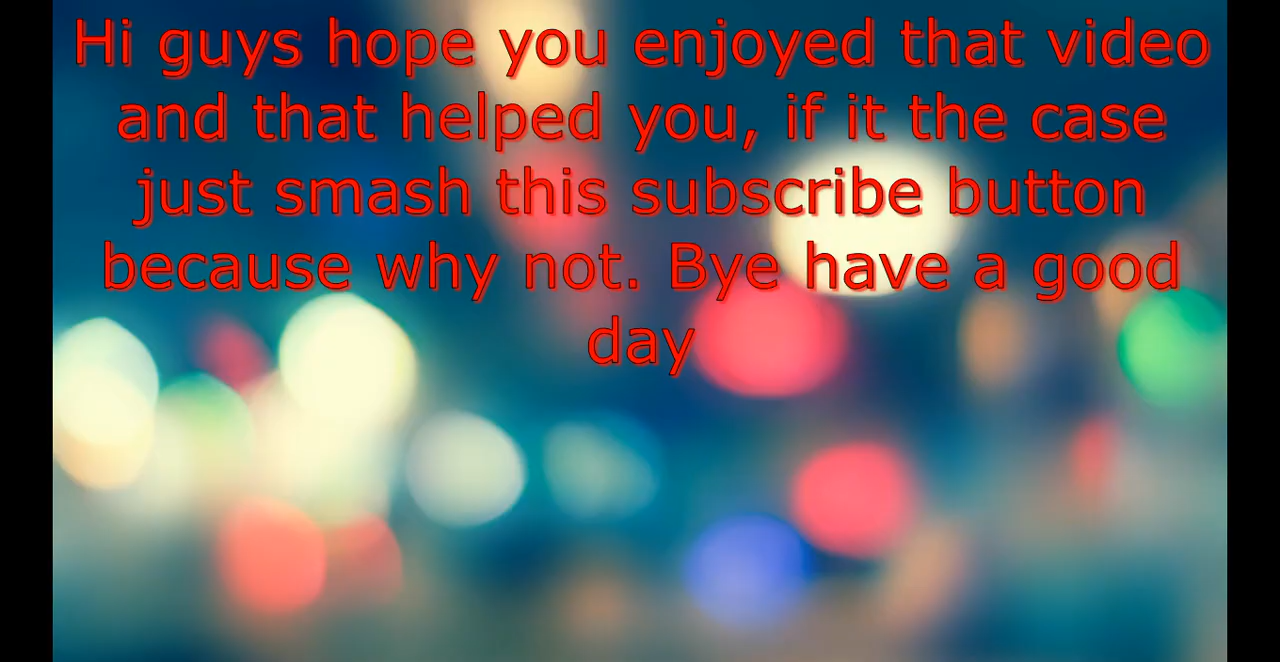 Hi guys hope you enjoyed that video
and that helped you, if it the case
just smash this subscribe button
because why not. Bye have a good
day